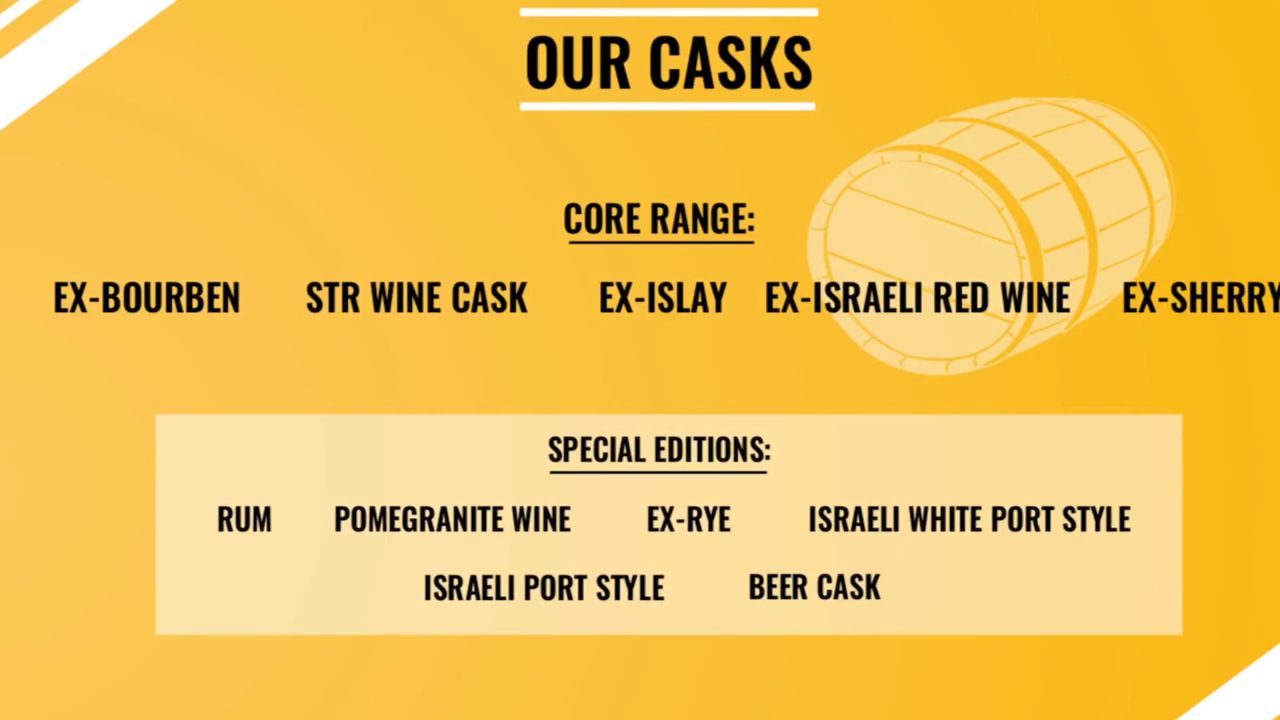 OUR CASKS
CORE RANGE:
EX-BOURBEN STR WINE CASK EX-ISLAY EX-ISRAELI RED WINE EX-SHERRY
SPECIAL EDITIONS:
RUM POMEGRANITE WINE EX-RYE ISRAELI WHITE PORT STYLE
ISRAELI PORT STYLE BEER CASK